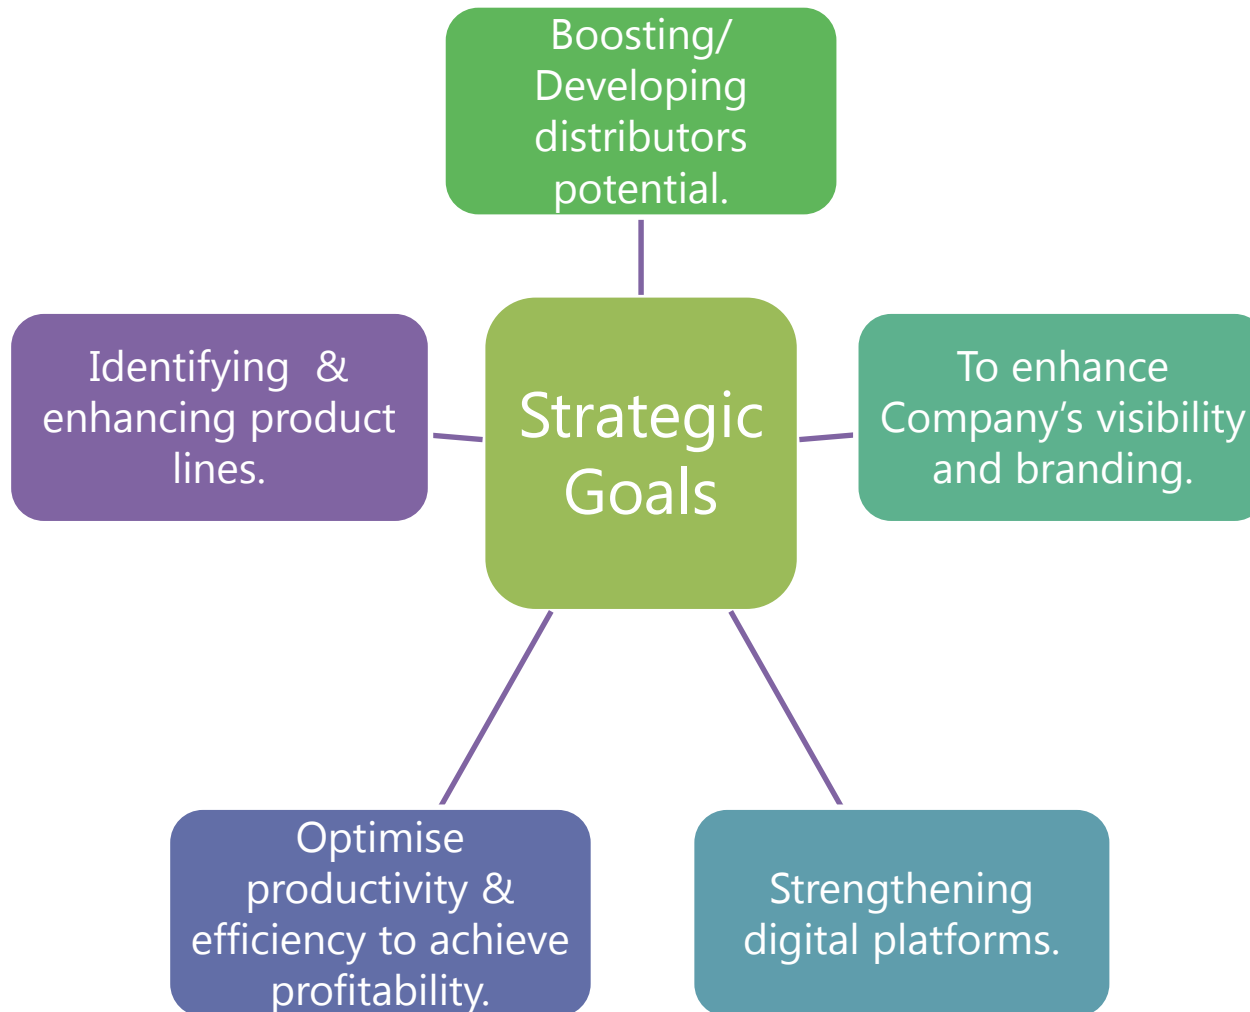 Boosting/
Developing
distributors
potential.
Identifying  &
enhancing product
lines.
Strategic
Goals
To enhance
Company’s visibility
and branding.
Optimise
productivity &
efficiency to achieve
profitability.
Strengthening
digital platforms.